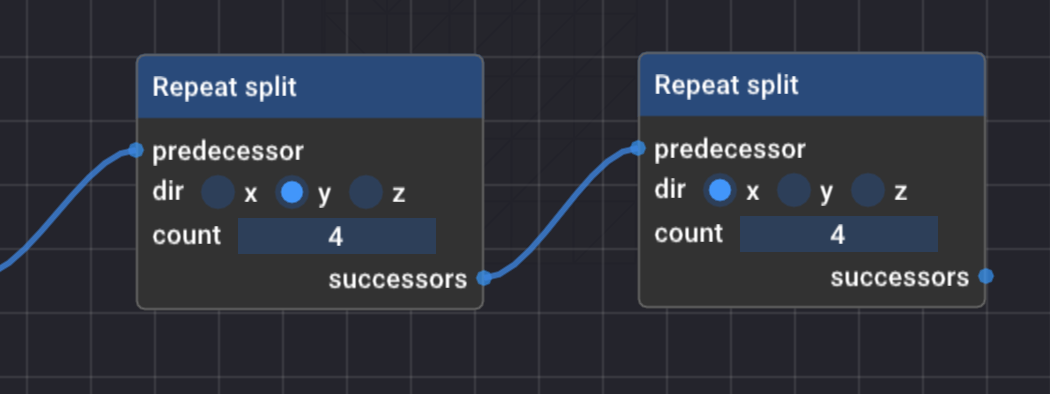 Repeat split
predecessor
dir x y z
count 4
successors
Repeat split
predecessor
dir x y z
count 4
successors